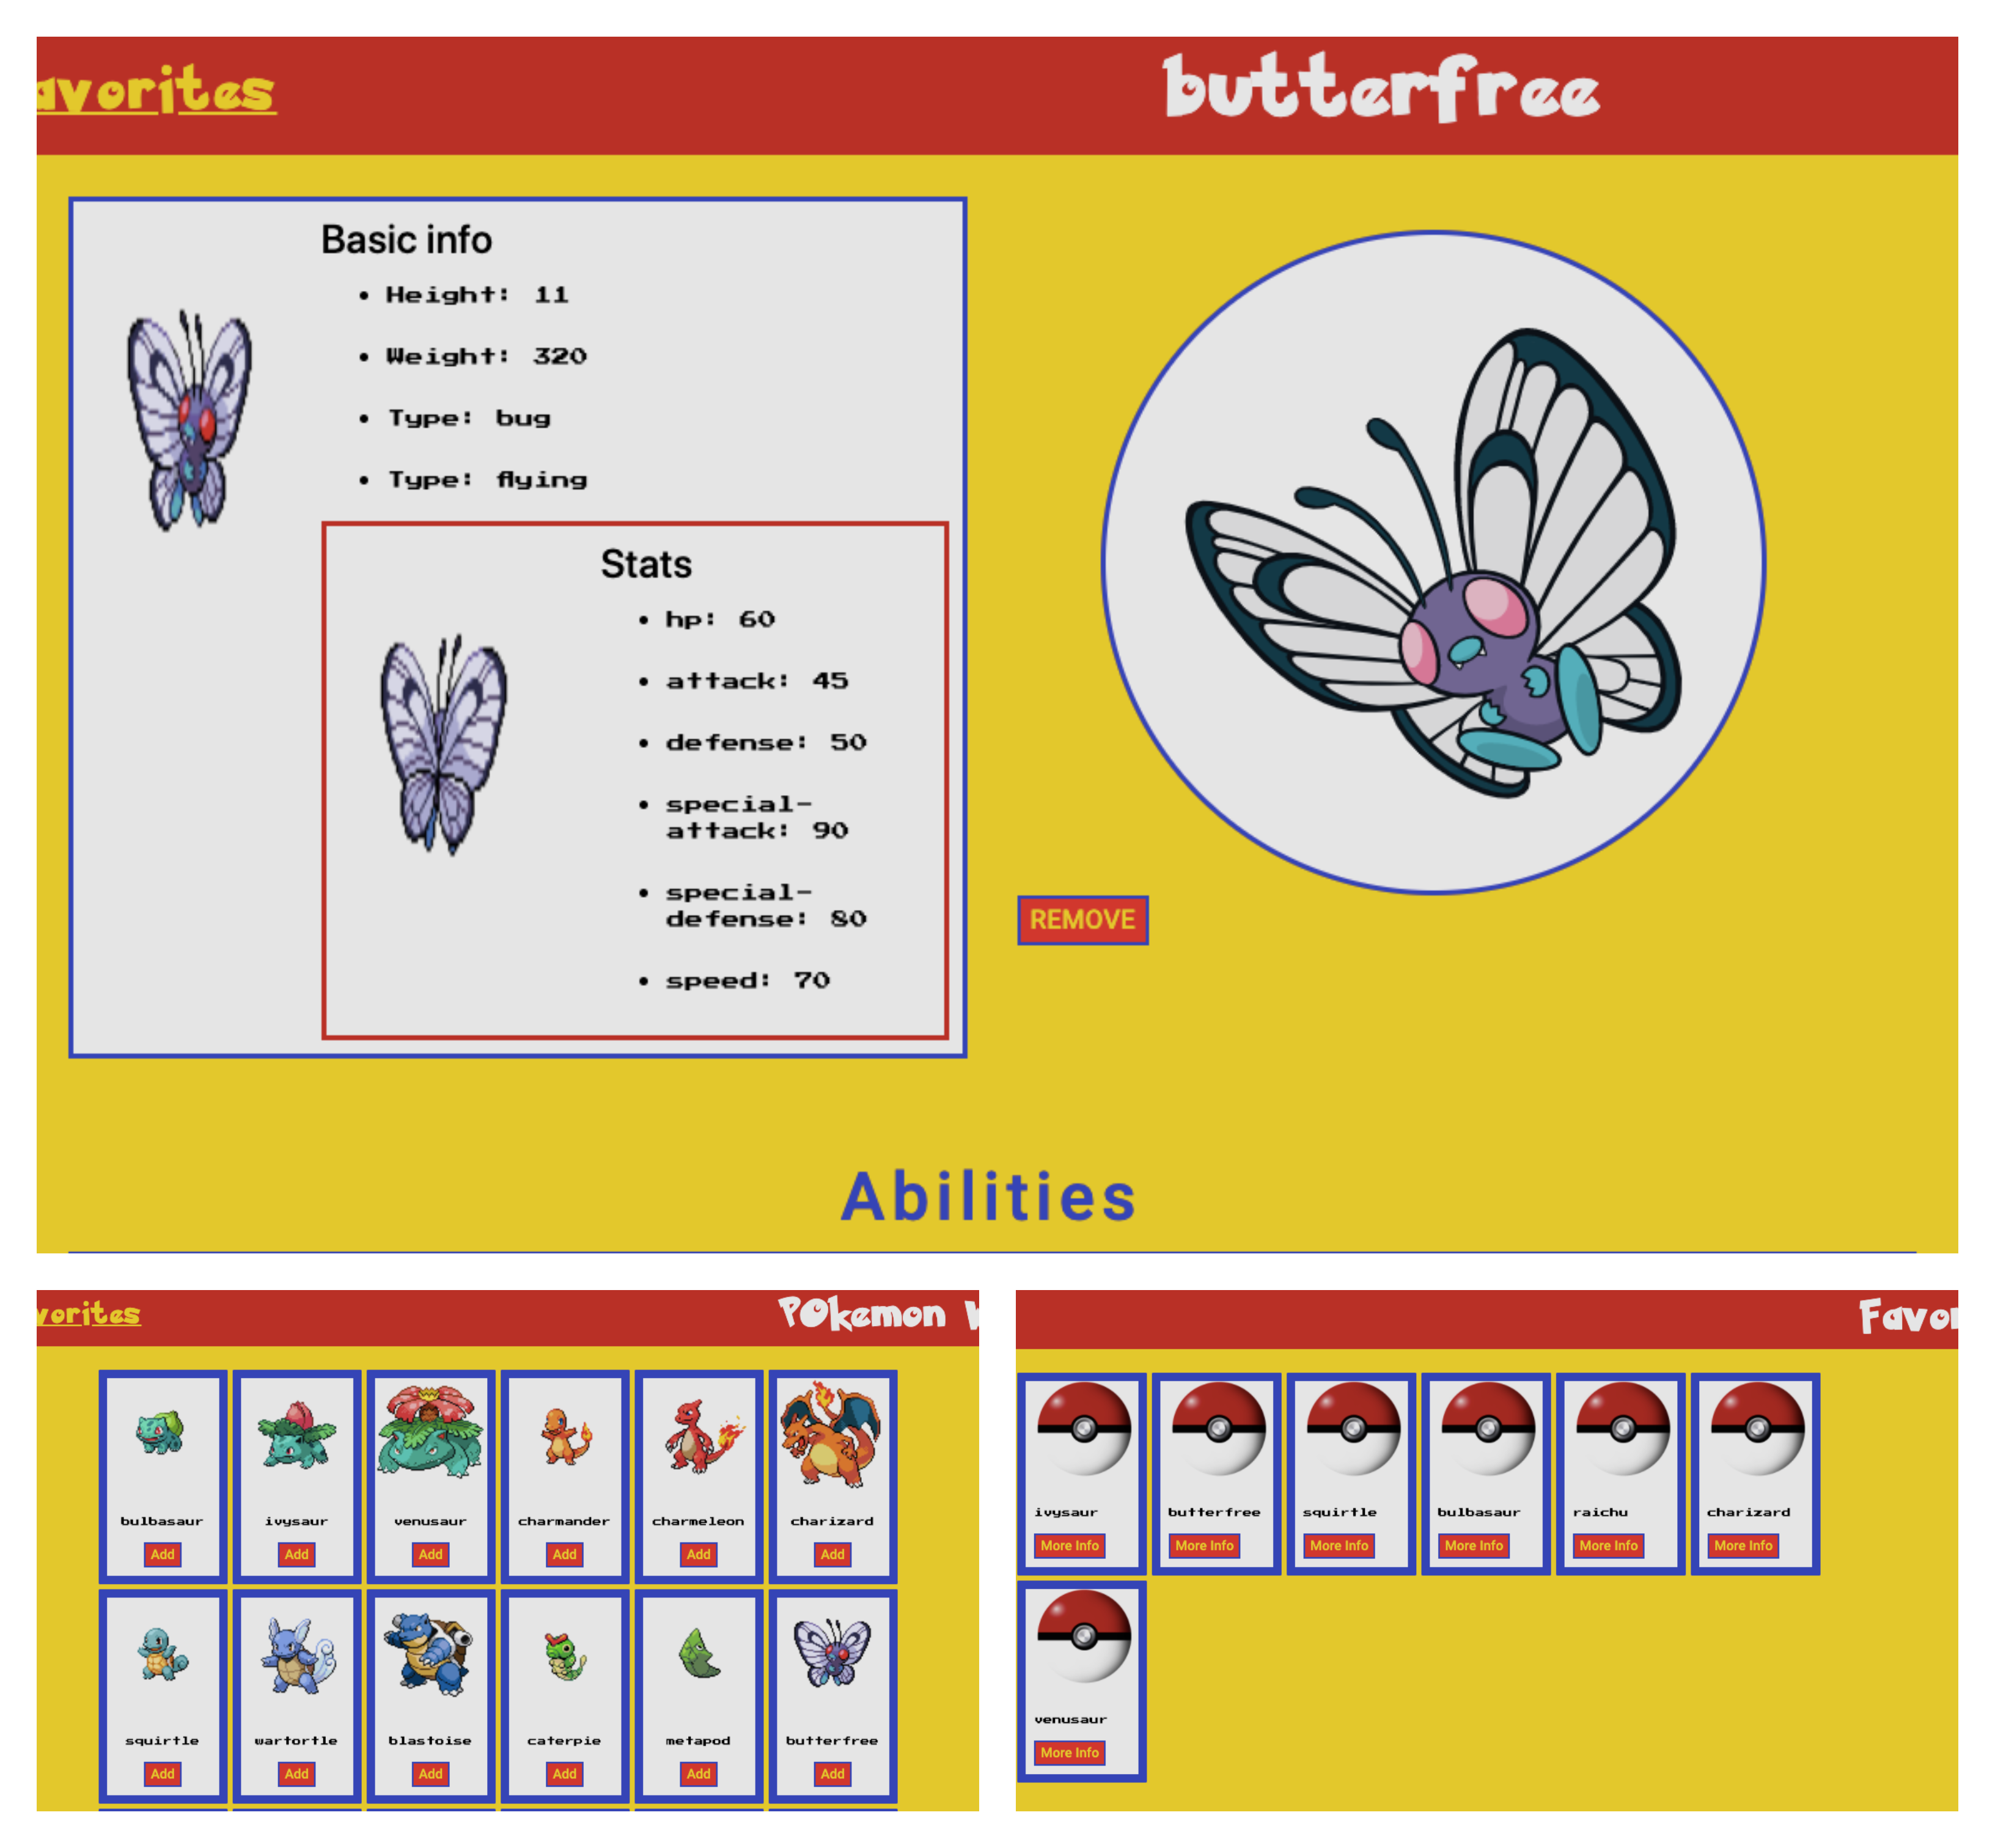 avorites
butterfree
Basic info
Height: 11
Weight: 320
Type: bug
Type: flying
Stats
hp: 60
attack: 45
defense: 50
special-
attack: 90
special-
defense: 80
speed: 70
REMOVE
Abilities
vorites
POkemon
bulbasaur ivysaur venusaur charmander charmeleon charizard
Add Add Add Add Add Add
squirtle wartortle blastoise caterpie metapod butterfree
Add Add Add Add Add Add
Favor
ivysaur butterfree squirtle bulbasaur raichu charizard
More Info More Info More Info More Info More Info More Info
venusaur
More Info